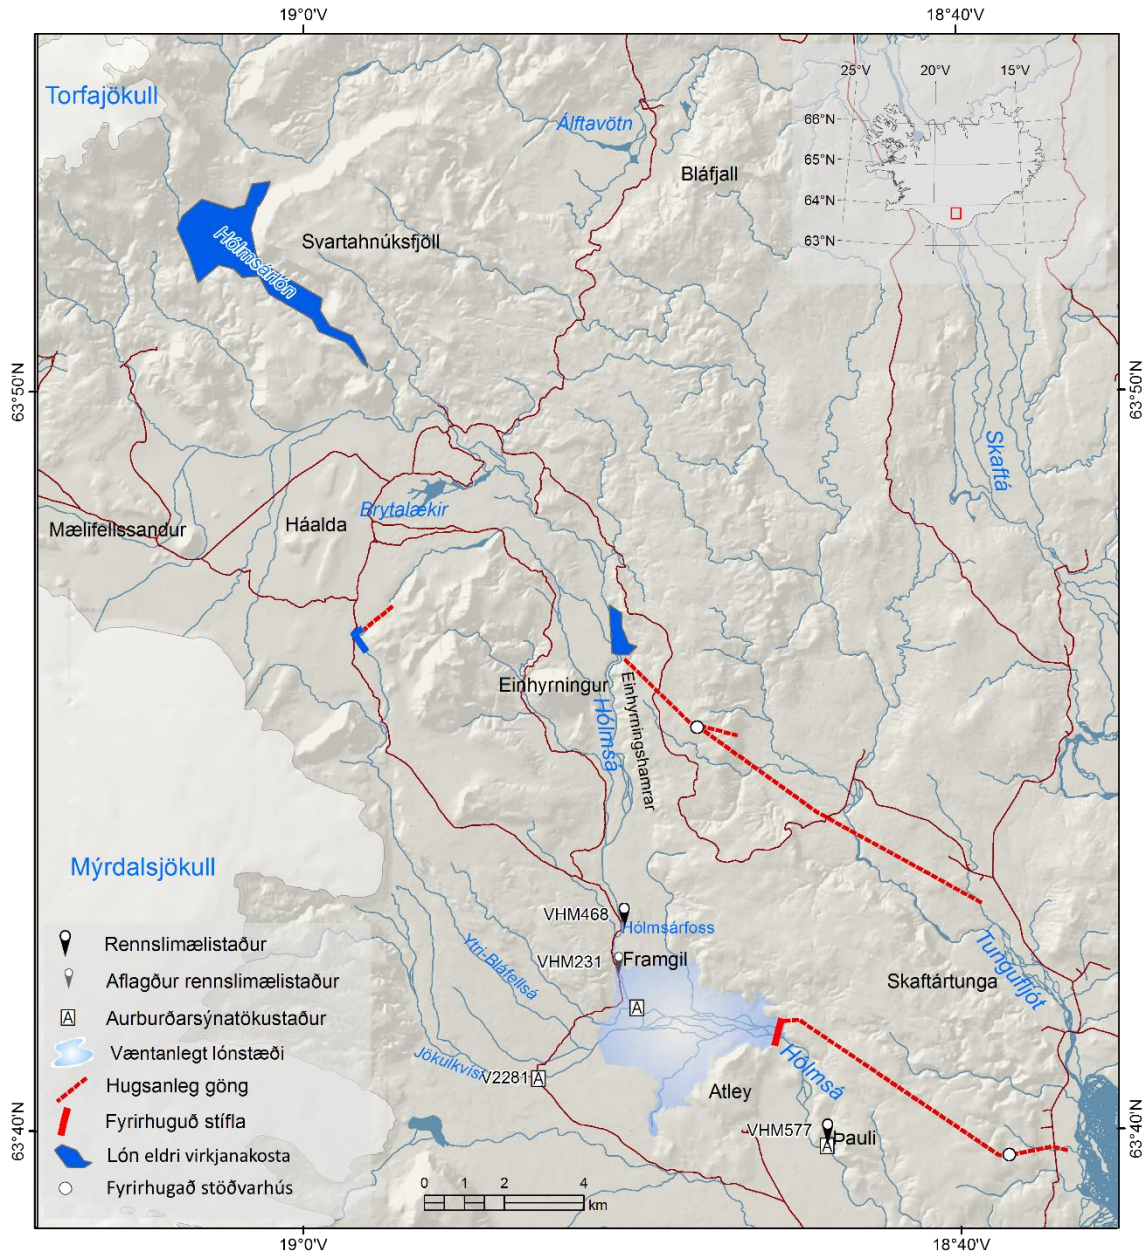 19°0'V
18°40'V
Torfajökull
Álftavötn
Bláfjall
25°V
20°V
15°V
66°N
65°N
64°N
63°N
Svartahnúksfjöll
Hólmsárlón
63°50'N
63°50'N
Skaftá
Brytalækir
Háalda
Mælifellssandur
Einhyrningur
Hólmsá
Einhyrningshamrar
Mýrdalsjökull
VHM468
Hólmsárfoss
VHM231
Framgil
Ytri-Bláfellsá
Skaftártunga
Tungufljót
A
Jökulkvísl
V2281
A
Hólmsá
Atley
VHM577
Þauli
A
63°40'N
63°40'N
Rennslimælistaður
Aflagður rennslimælistaður
A
Aurburðarsýnatökustaður
Væntanlegt lónstæði
Hugsanleg göng
Fyrirhuguð stífla
Lón eldri virkjanakosta
Fyrirhugað stöðvarhús
0
1
2
4
km
19°0'V
18°40'V